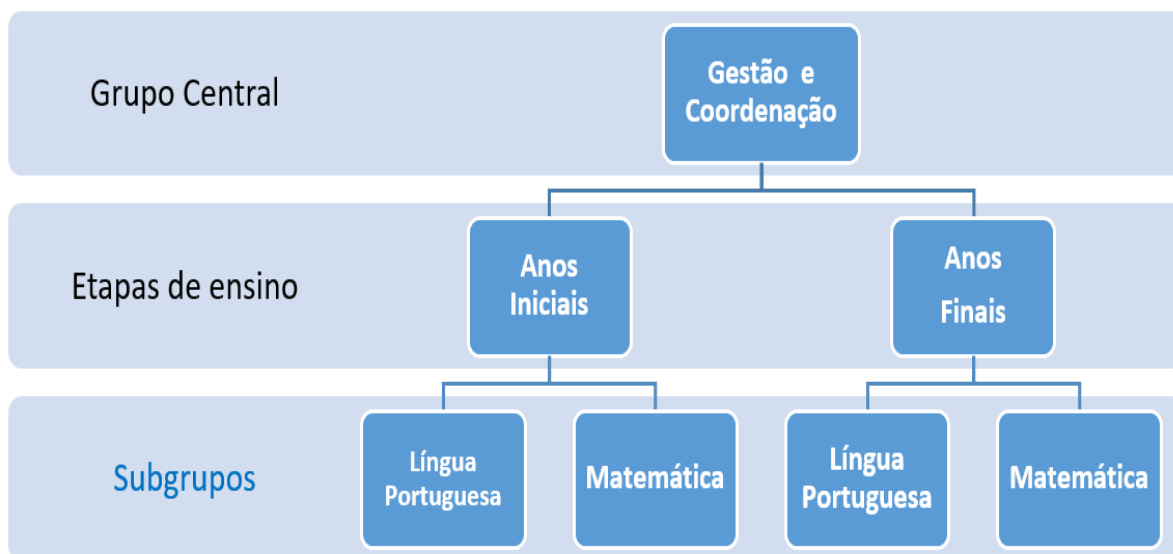 Grupo Central
Gestão e
Coordenação
Etapas de ensino
Anos
Iniciais
Anos
Finais
Subgrupos
Língua
Portuguesa
Matemática
Língua
Portuguesa
Matemática